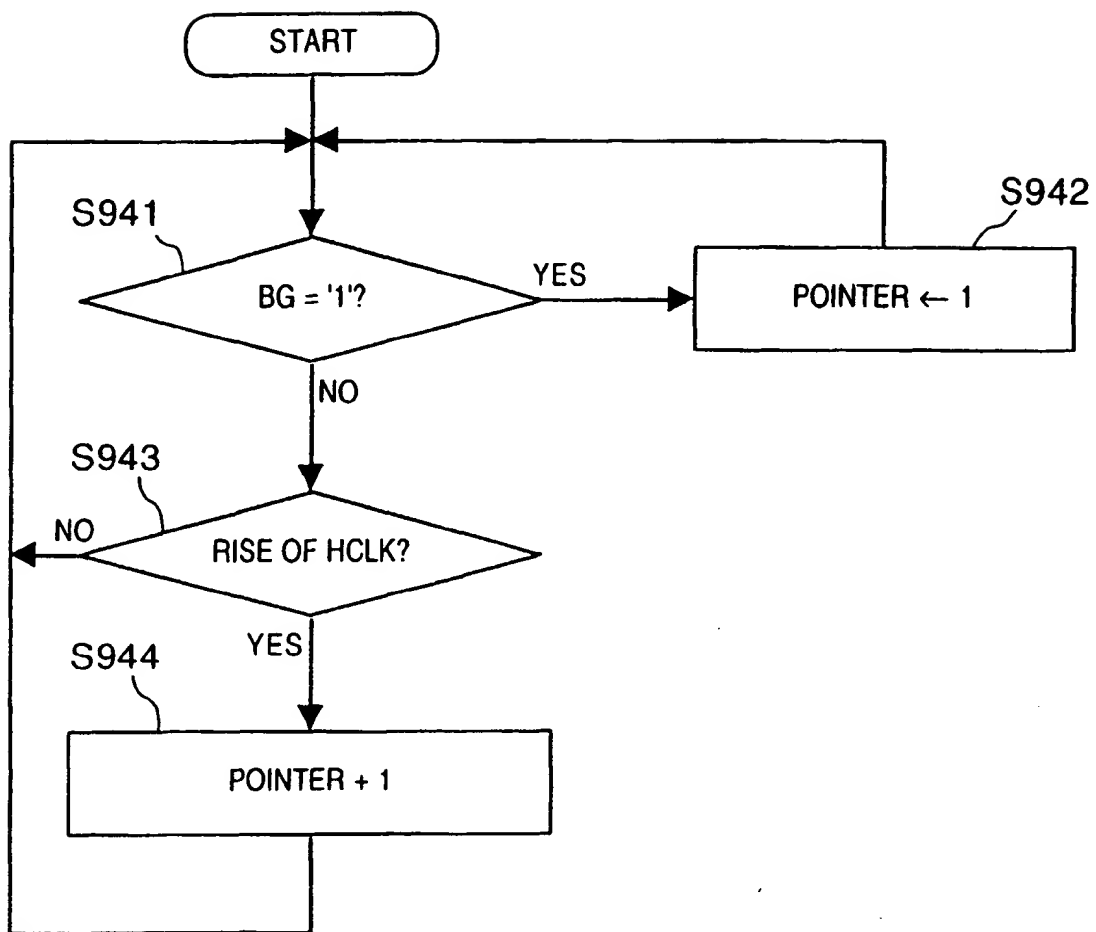 START
S941
S942
BG = '1'?
YES
POINTER ← 1
NO
S943
NO
RISE OF HCLK?
YES
S944
POINTER + 1